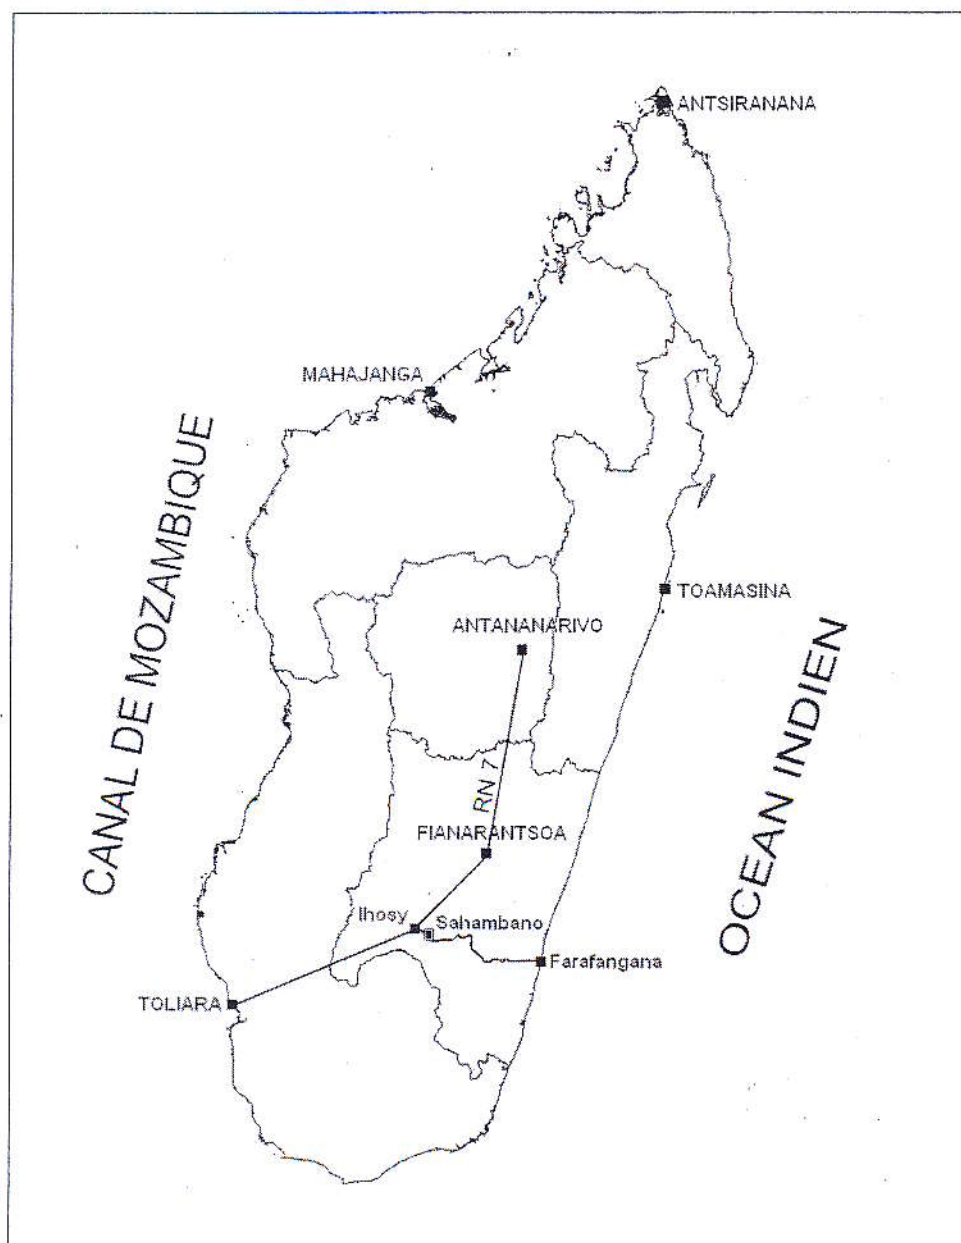 ANTSIRANANA
MAHAJANGA
CANAL DE MOZAMBIQUE
TOAMASINA
ANTANANARIVO
OCEAN INDIEN
RN 7
FIANARANTSOA
Ihosy
Sahambano
Farafangana
TOLIARA